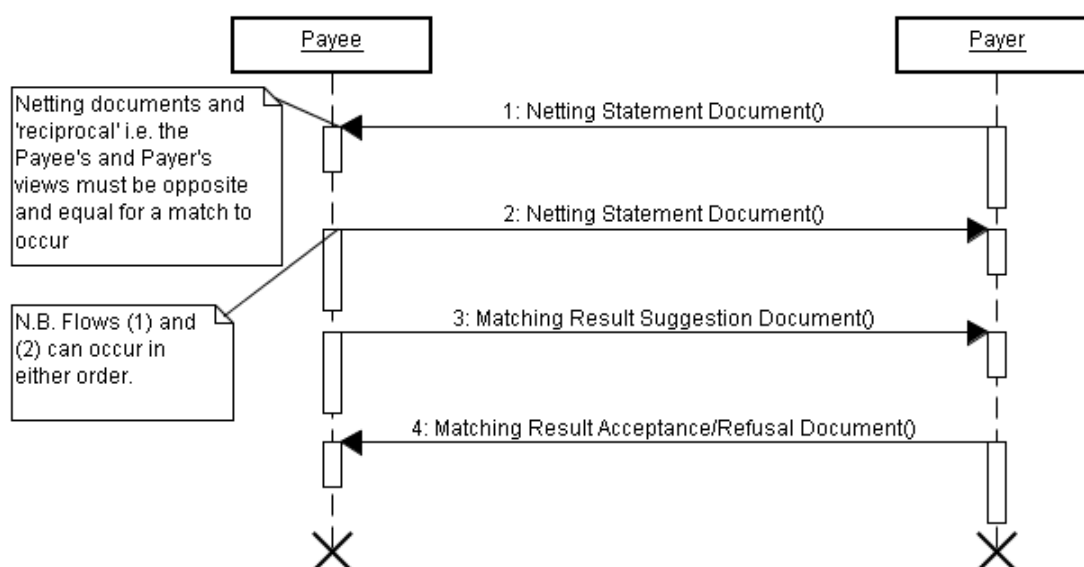 Payee
Payer
Netting documents and
'reciprocal' i.e. the
Payee's and Payer's
views must be opposite
and equal for a match to
occur
1: Netting Statement Document()
2: Netting Statement Document()
N.B. Flows (1) and
(2) can occur in
either order.
3: Matching Result Suggestion Document()
4: Matching Result Acceptance/Refusal Document()